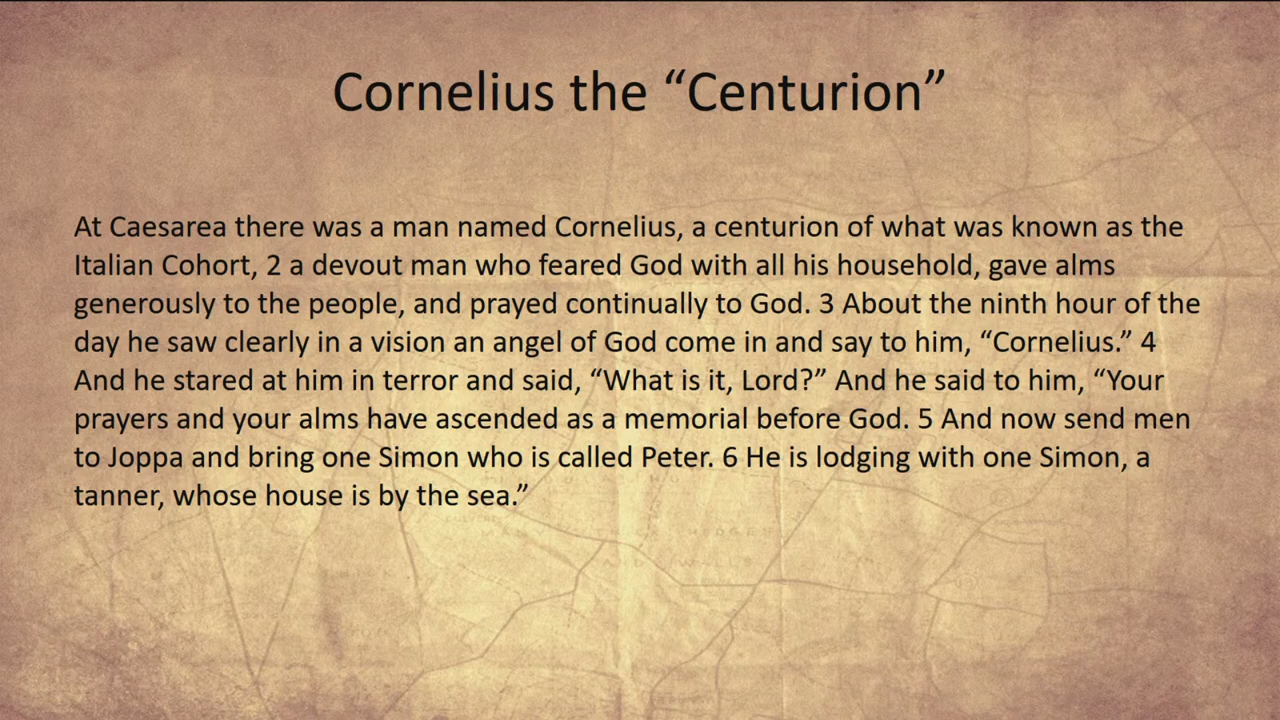 Cornelius the “Centurion”
At Caesarea there was a man named Cornelius, a centurion of what was known as the
Italian Cohort, 2 a devout man who feared God with all his household, gave alms
generously to the people, and prayed continually to God. 3 About the ninth hour of the
day he saw clearly in a vision an angel of God come in and say to him, “Cornelius.” 4
And he stared at him in terror and said, “What is it, Lord?” And he said to him, “Your
prayers and your alms have ascended as a memorial before God. 5 And now send men
to Joppa and bring one Simon who is called Peter. 6 He is lodging with one Simon, a
tanner, whose house is by the sea.”